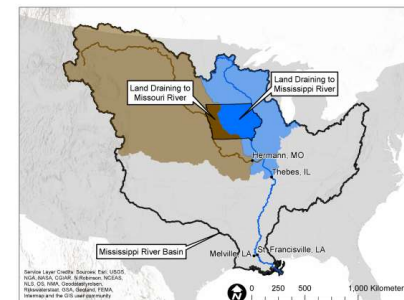 Land Draining to
Missouri River
Land Draining to
Mississippi River
Hermann, MO
Thebes, IL
Mississippi River Basin
Melville, LA
St. Francisville, LA
Service Layer Credits: Sources: Esri, USGS,
NGA, NASA, CGIAR, N Robinson, NCEAS,
NLS, OS, NMA, Geodatastyrelsen,
Rijkswaterstaat, GSA, Geoland, FEMA,
Intermap and the GIS user community
N
0 250 500 1,000 Kilometer